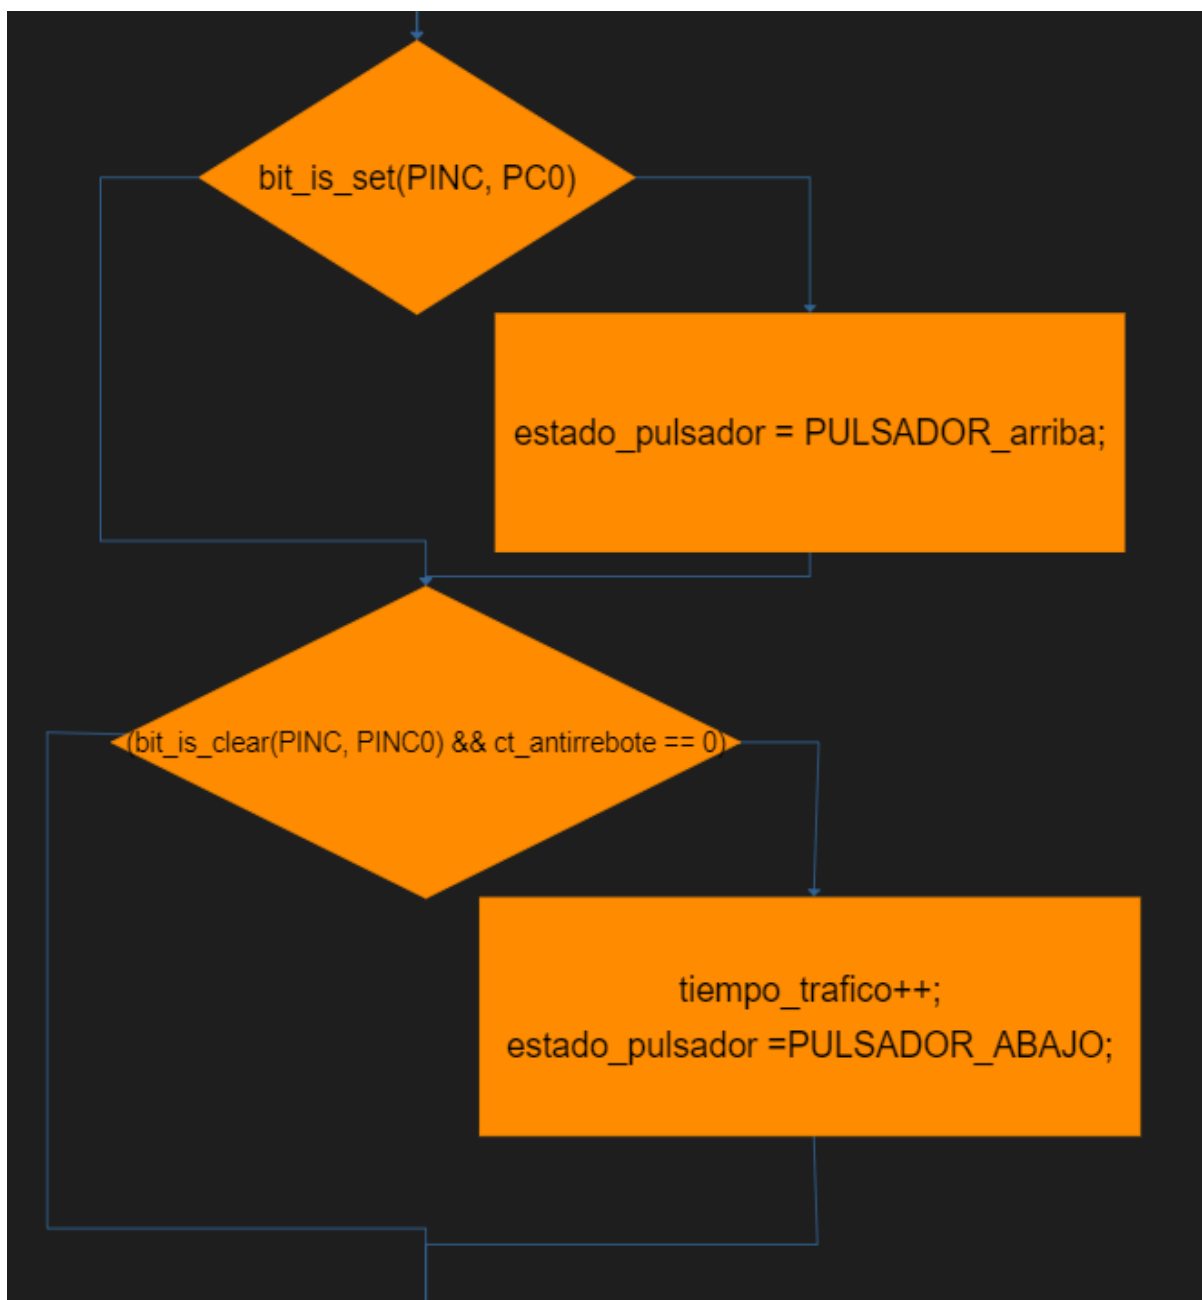 bit_is_set(PINC, PC0)
estado_pulsador = PULSADOR_arriba;
(bit_is_clear(PINC, PINC0) && ct_antirrebote == 0)
tiempo_trafico++;
estado_pulsador =PULSADOR_ABAJO;